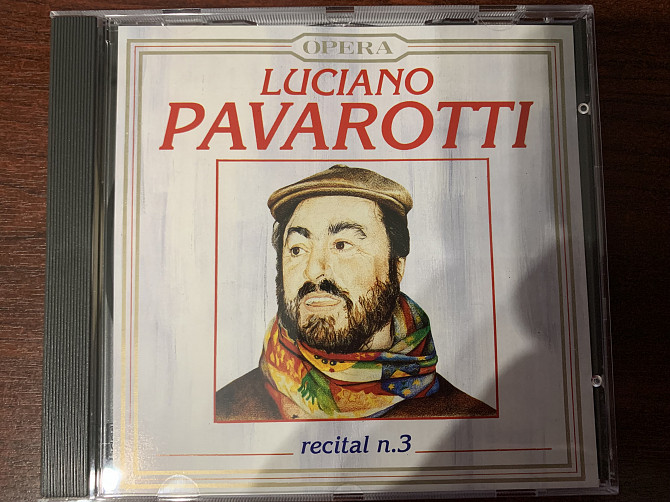 OPERA
LUCIANO
PAVAROTTI
recital n.3